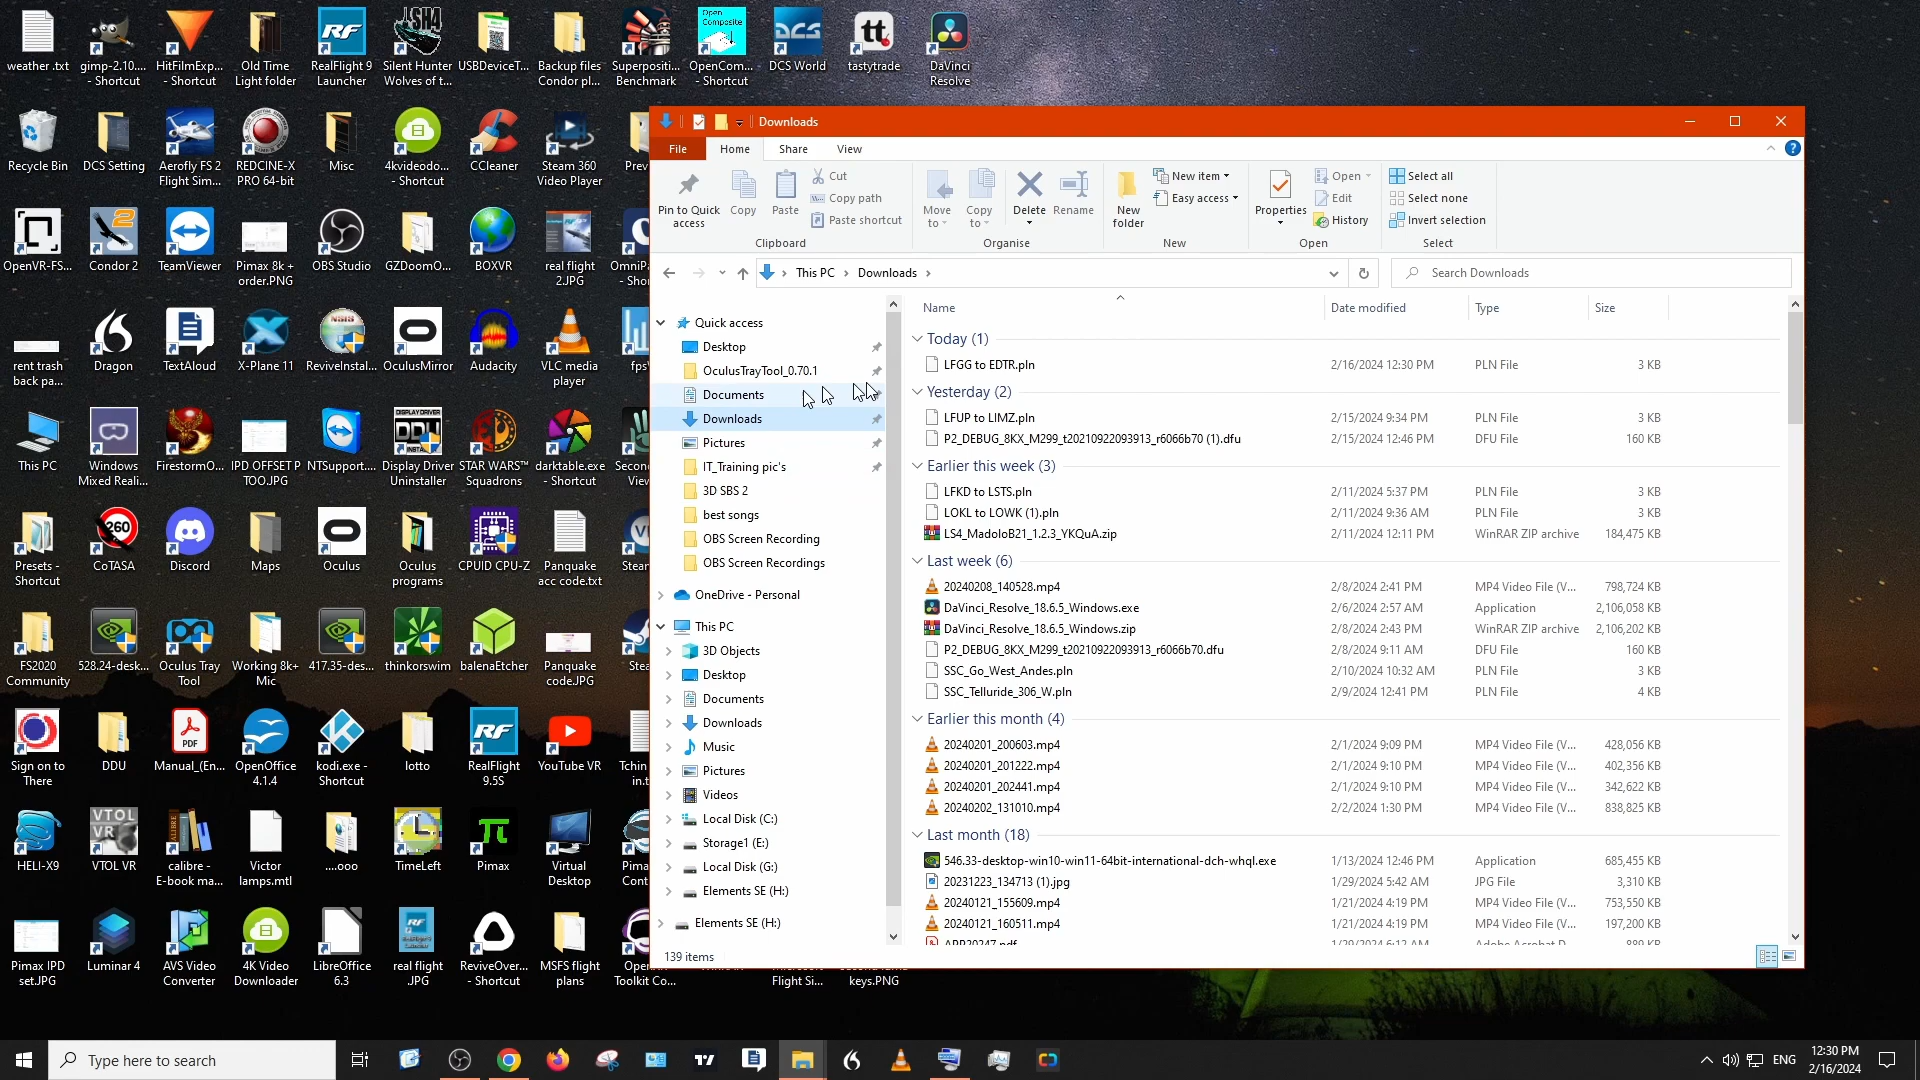 weather .txt
gimp-2.10.... - Shortcut
HitFilmExp... - Shortcut
Old Time Light folder
RealFlight 9 Launcher
Silent Hunter Wolves of t...
USBDeviceT...
Backup files Condor pl...
Superpositi... Benchmark
OpenCom... - Shortcut
DCS World
tastytrade
DaVinci Resolve
Recycle Bin
DCS Setting
Aerofly FS 2 Flight Sim...
REDCINE-X PRO 64-bit
Misc
4kvideodo... - Shortcut
CCleaner
Steam 360 Video Player
OpenVR-FS...
Condor 2
TeamViewer
Pimax 8k + order.PNG
OBS Studio
GZDoomO...
BOXVR
real flight 2.JPG
rent trash back pa...
Dragon
TextAloud
X-Plane 11
ReviveInstal...
OculusMirror
Audacity
VLC media player
This PC
Windows Mixed Reali...
FirestormO...
IPD OFFSET P TOO.JPG
NTSupport....
Display Driver Uninstaller
STAR WARS™ Squadrons
darktable.exe - Shortcut
Presets - Shortcut
CoTASA
Discord
Maps
Oculus
Oculus programs
CPUID CPU-Z
Panquake acc code.txt
FS2020 Community
528.24-desk...
Oculus Tray Tool
Working 8k+ Mic
417.35-des...
thinkorswim
balenaEtcher
Panquake code.JPG
Sign on to There
DDU
Manual_(En...
OpenOffice 4.1.4
kodi.exe - Shortcut
lotto
RealFlight 9.5S
YouTube VR
HELI-X9
VTOL VR
calibre - E-book ma...
Victor lamps.mtl
....ooo
TimeLeft
Pimax
Virtual Desktop
Pimax IPD set.JPG
Luminar 4
AVS Video Converter
4K Video Downloader
LibreOffice 6.3
real flight .JPG
ReviveOver... - Shortcut
MSFS flight plans
Toolkit Co...
Flight Si...
keys.PNG
Downloads
File Home Share View
Pin to Quick access
Copy
Paste
Cut
Copy path
Paste shortcut
Clipboard
Move to
Copy to
Delete
Rename
Organise
New folder
New item
Easy access
New
Properties
Open
Edit
History
Open
Select all
Select none
Invert selection
Select
This PC › Downloads ›
Search Downloads
Quick access
Desktop
OculusTrayTool_0.70.1
Documents
Downloads
Pictures
IT_Training pic's
3D SBS 2
best songs
OBS Screen Recording
OBS Screen Recordings
OneDrive - Personal
This PC
3D Objects
Desktop
Documents
Downloads
Music
Pictures
Videos
Local Disk (C:)
Storage1 (E:)
Local Disk (G:)
Elements SE (H:)
Elements SE (H:)
Name Date modified Type Size
Today (1)
LFGG to EDTR.pln 2/16/2024 12:30 PM PLN File 3 KB
Yesterday (2)
LFUP to LIMZ.pln 2/15/2024 9:34 PM PLN File 3 KB
P2_DEBUG_8KX_M299_t20210922093913_r6066b70 (1).dfu 2/15/2024 12:46 PM DFU File 160 KB
Earlier this week (3)
LFKD to LSTS.pln 2/11/2024 5:37 PM PLN File 3 KB
LOKL to LOWK (1).pln 2/11/2024 9:36 AM PLN File 3 KB
LS4_MadoloB21_1.2.3_YKQuA.zip 2/11/2024 12:11 PM WinRAR ZIP archive 184,475 KB
Last week (6)
20240208_140528.mp4 2/8/2024 2:41 PM MP4 Video File (V... 798,724 KB
DaVinci_Resolve_18.6.5_Windows.exe 2/6/2024 2:57 AM Application 2,106,058 KB
DaVinci_Resolve_18.6.5_Windows.zip 2/8/2024 2:43 PM WinRAR ZIP archive 2,106,202 KB
P2_DEBUG_8KX_M299_t20210922093913_r6066b70.dfu 2/8/2024 9:11 AM DFU File 160 KB
SSC_Go_West_Andes.pln 2/10/2024 10:32 AM PLN File 3 KB
SSC_Telluride_306_W.pln 2/9/2024 12:41 PM PLN File 4 KB
Earlier this month (4)
20240201_200603.mp4 2/1/2024 9:09 PM MP4 Video File (V... 428,056 KB
20240201_201222.mp4 2/1/2024 9:10 PM MP4 Video File (V... 402,356 KB
20240201_202441.mp4 2/1/2024 9:10 PM MP4 Video File (V... 342,622 KB
20240202_131010.mp4 2/2/2024 1:30 PM MP4 Video File (V... 838,825 KB
Last month (18)
546.33-desktop-win10-win11-64bit-international-dch-whql.exe 1/13/2024 12:46 PM Application 685,455 KB
20231223_134713 (1).jpg 1/29/2024 5:42 AM JPG File 3,310 KB
20240121_155609.mp4 1/21/2024 4:19 PM MP4 Video File (V... 753,550 KB
20240121_160511.mp4 1/21/2024 4:19 PM MP4 Video File (V... 197,200 KB
139 items
Type here to search
ENG
12:30 PM
2/16/2024